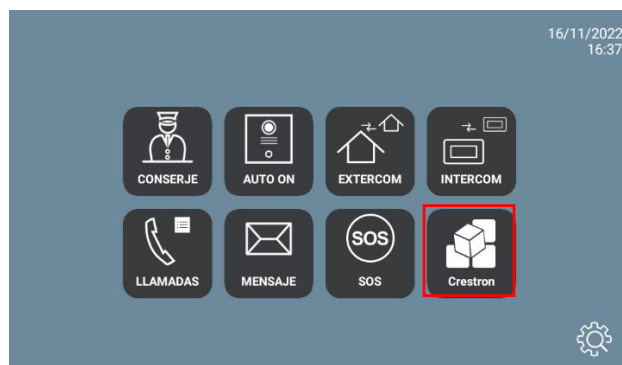 16/11/2022
16:37
CONSERJE
AUTO ON
EXTERCOM
INTERCOM
LLAMADAS
MENSAJE
SOS
SOS
Crestron